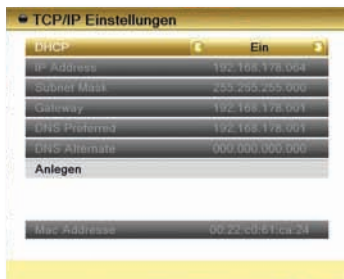 TCP/IP Einstellungen
DHCP Ein
IP Address 192.168.178.064
Subnet Mask 255.255.255.000
Gateway 192.168.178.001
DNS Preferred 192.168.178.001
DNS Alternate 000.000.000.000
Anlegen
Mac Addresse 00:22:c0:61:ca:24